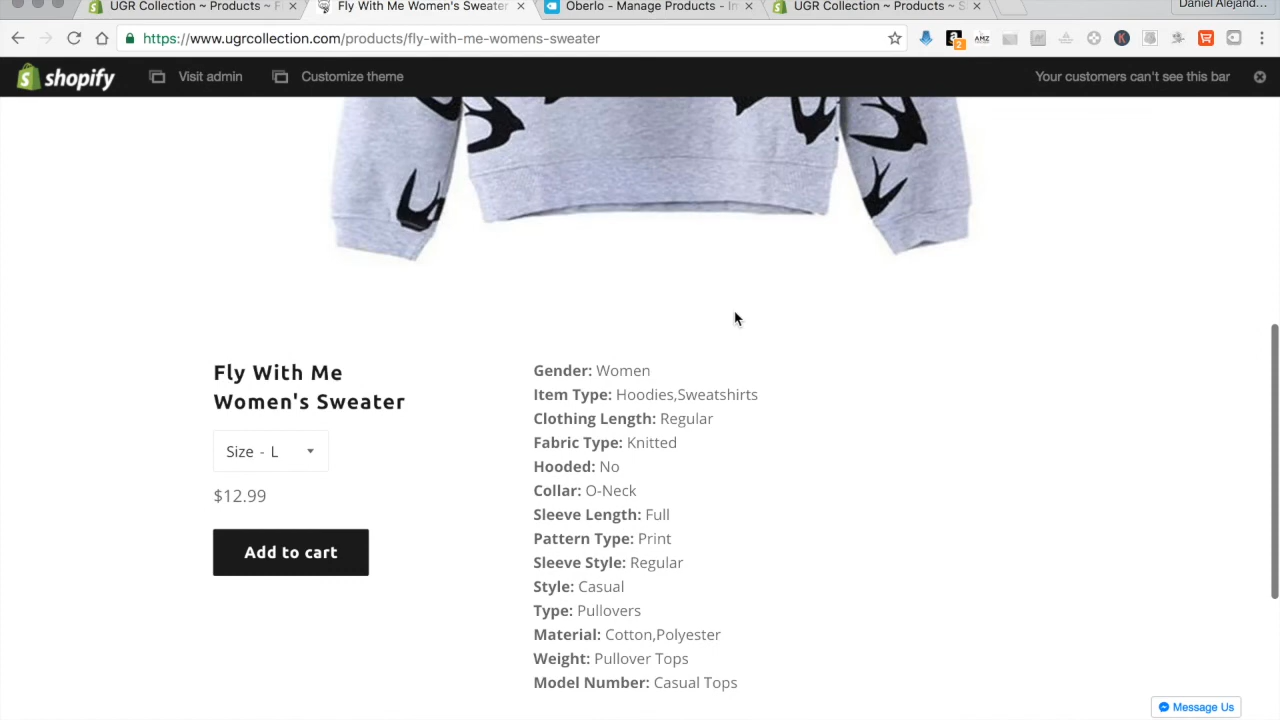 UGR Collection ~ Products ~ F
Fly With Me Women's Sweater
Oberlo - Manage Products - Im
UGR Collection ~ Products ~ S
Daniel Alejand...
https://www.ugrcollection.com/products/fly-with-me-womens-sweater
2
AMZ
K
shopify
Visit admin
Customize theme
Your customers can't see this bar
Fly With Me
Women's Sweater
Size - L
$12.99
Add to cart
Gender: Women
Item Type: Hoodies,Sweatshirts
Clothing Length: Regular
Fabric Type: Knitted
Hooded: No
Collar: O-Neck
Sleeve Length: Full
Pattern Type: Print
Sleeve Style: Regular
Style: Casual
Type: Pullovers
Material: Cotton,Polyester
Weight: Pullover Tops
Model Number: Casual Tops
Message Us